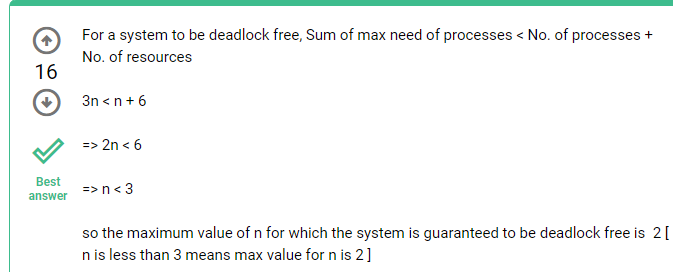 For a system to be deadlock free, Sum of max need of processes < No. of processes +
No. of resources
16
3n < n + 6
=> 2n < 6
Best
answer
=> n < 3
so the maximum value of n for which the system is guaranteed to be deadlock free is  2 [
n is less than 3 means max value for n is 2 ]